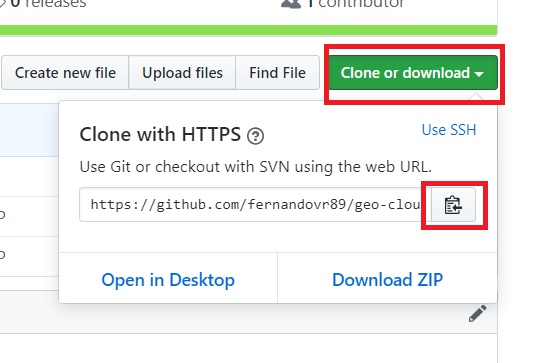 0 releases
1 contributor
Create new file
Upload files
Find File
Clone or download
Clone with HTTPS
Use SSH
Use Git or checkout with SVN using the web URL.
https://github.com/fernandovr89/geo-clou
Open in Desktop
Download ZIP